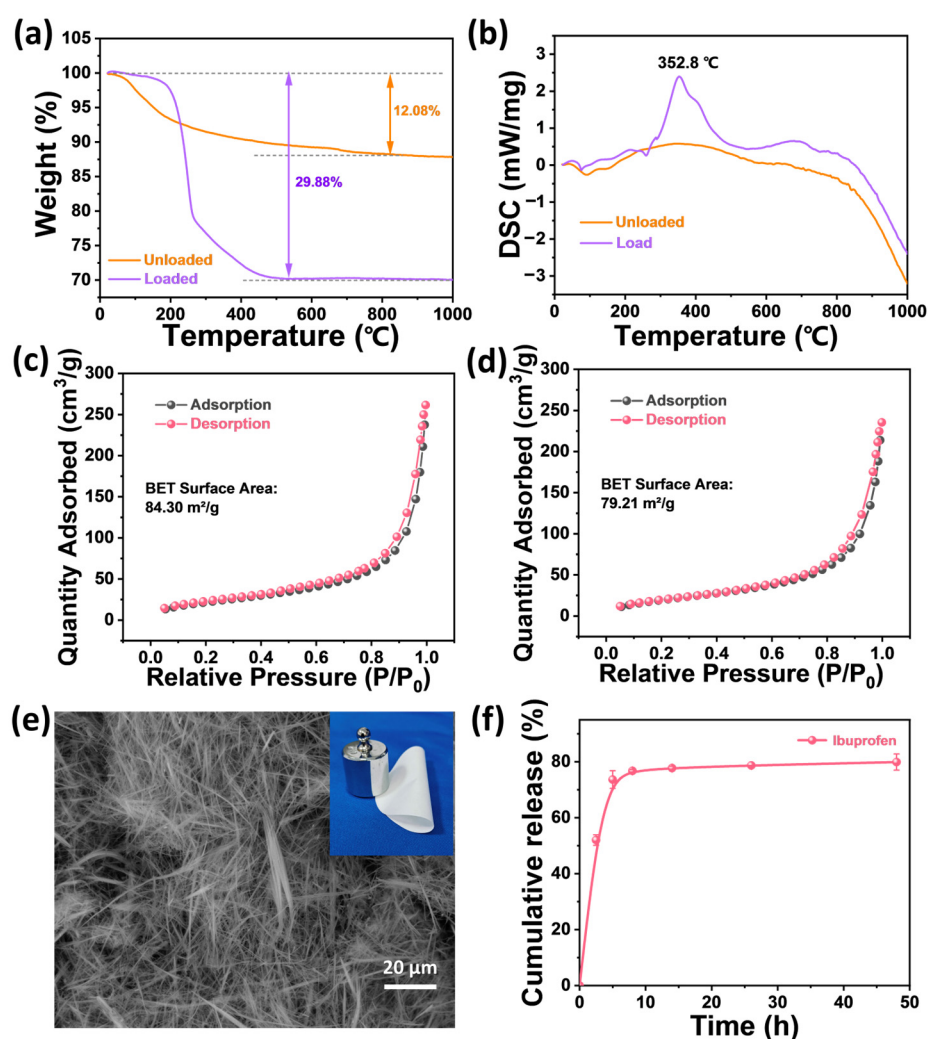 (a)
105
100
95
90
85
80
75
70
Weight (%)
12.08%
29.88%
Unloaded
Loaded
0 200 400 600 800 1000
Temperature (℃)
(b)
3
2
1
0
−1
−2
−3
DSC (mW/mg)
352.8 ℃
Unloaded
Load
0 200 400 600 800 1000
Temperature (℃)
(c)
300
250
200
150
100
50
0
Quantity Adsorbed (cm³/g)
Adsorption
Desorption
BET Surface Area:
84.30 m²/g
0.0 0.2 0.4 0.6 0.8 1.0
Relative Pressure (P/P₀)
(d)
300
250
200
150
100
50
0
Quantity Adsorbed (cm³/g)
Adsorption
Desorption
BET Surface Area:
79.21 m²/g
0.0 0.2 0.4 0.6 0.8 1.0
Relative Pressure (P/P₀)
(e)
20 μm
(f)
100
80
60
40
20
0
Cumulative release (%)
Ibuprofen
0 10 20 30 40 50
Time (h)